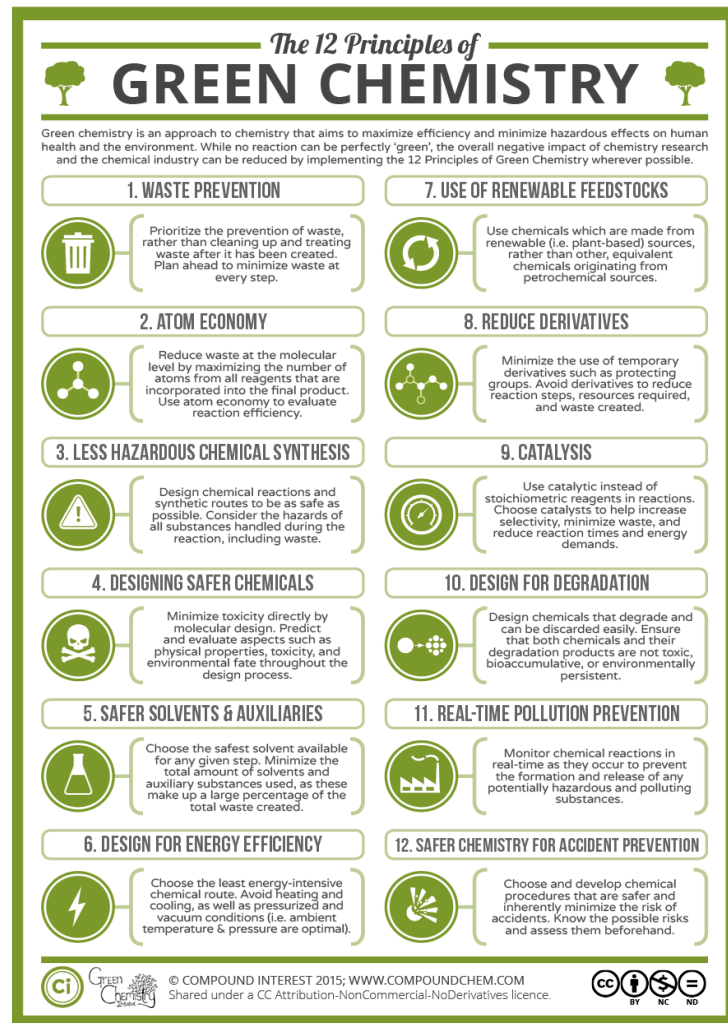 The 12 Principles of
GREEN CHEMISTRY
Green chemistry is an approach to chemistry that aims to maximize efficiency and minimize hazardous effects on human
health and the environment. While no reaction can be perfectly ‘green’, the overall negative impact of chemistry research
and the chemical industry can be reduced by implementing the 12 Principles of Green Chemistry wherever possible.
1. WASTE PREVENTION
Prioritize the prevention of waste,
rather than cleaning up and treating
waste after it has been created.
Plan ahead to minimize waste at
every step.
2. ATOM ECONOMY
Reduce waste at the molecular
level by maximizing the number of
atoms from all reagents that are
incorporated into the final product.
Use atom economy to evaluate
reaction efficiency.
3. LESS HAZARDOUS CHEMICAL SYNTHESIS
Design chemical reactions and
synthetic routes to be as safe as
possible. Consider the hazards of
all substances handled during the
reaction, including waste.
4. DESIGNING SAFER CHEMICALS
Minimize toxicity directly by
molecular design. Predict
and evaluate aspects such as
physical properties, toxicity, and
environmental fate throughout the
design process.
5. SAFER SOLVENTS & AUXILIARIES
Choose the safest solvent available
for any given step. Minimize the
total amount of solvents and
auxiliary substances used, as these
make up a large percentage of the
total waste created.
6. DESIGN FOR ENERGY EFFICIENCY
Choose the least energy-intensive
chemical route. Avoid heating and
cooling, as well as pressurized and
vacuum conditions (i.e. ambient
temperature & pressure are optimal).
7. USE OF RENEWABLE FEEDSTOCKS
Use chemicals which are made from
renewable (i.e. plant-based) sources,
rather than other, equivalent
chemicals originating from
petrochemical sources.
8. REDUCE DERIVATIVES
Minimize the use of temporary
derivatives such as protecting
groups. Avoid derivatives to reduce
reaction steps, resources required,
and waste created.
9. CATALYSIS
Use catalytic instead of
stoichiometric reagents in reactions.
Choose catalysts to help increase
selectivity, minimize waste, and
reduce reaction times and energy
demands.
10. DESIGN FOR DEGRADATION
Design chemicals that degrade and
can be discarded easily. Ensure
that both chemicals and their
degradation products are not toxic,
bioaccumulative, or environmentally
persistent.
11. REAL-TIME POLLUTION PREVENTION
Monitor chemical reactions in
real-time as they occur to prevent
the formation and release of any
potentially hazardous and polluting
substances.
12. SAFER CHEMISTRY FOR ACCIDENT PREVENTION
Choose and develop chemical
procedures that are safer and
inherently minimize the risk of
accidents. Know the possible risks
and assess them beforehand.
Ci
Green
Chemistry
© COMPOUND INTEREST 2015; WWW.COMPOUNDCHEM.COM
Shared under a CC Attribution-NonCommercial-NoDerivatives licence.
CC
BY NC ND